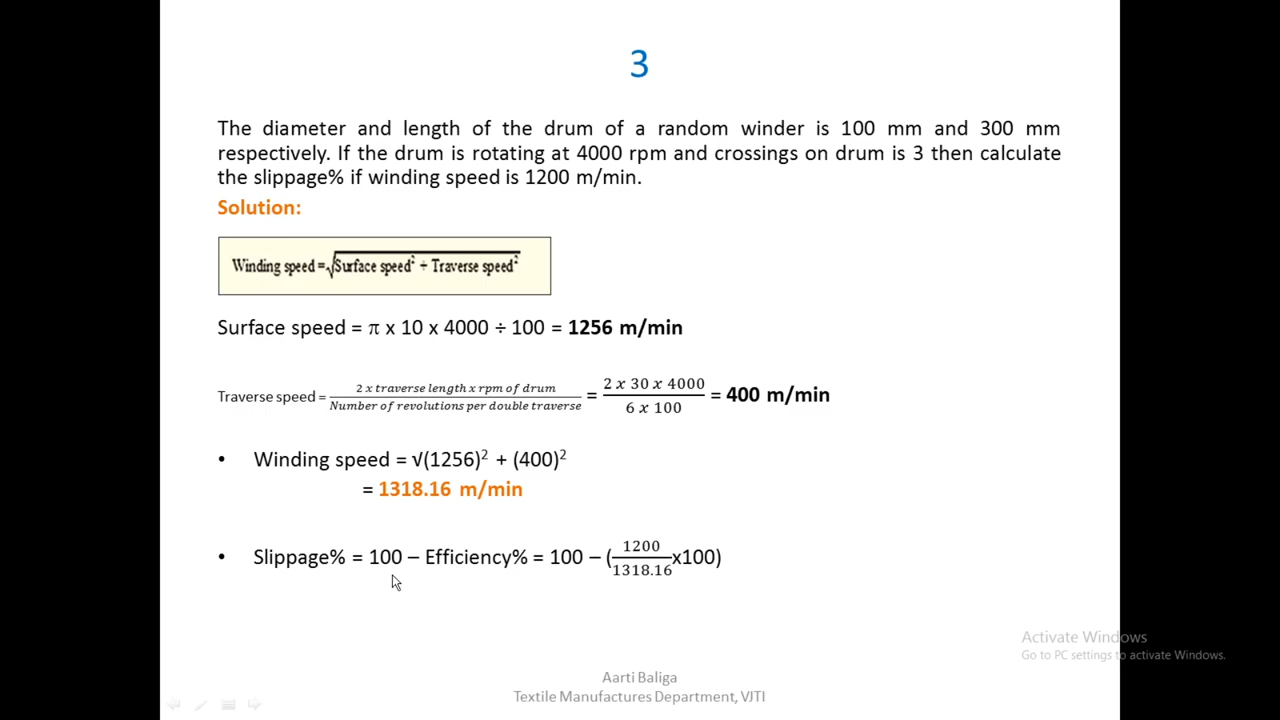 3
The diameter and length of the drum of a random winder is 100 mm and 300 mm
respectively. If the drum is rotating at 4000 rpm and crossings on drum is 3 then calculate
the slippage% if winding speed is 1200 m/min.
Solution:
Winding speed =√Surface speed² + Traverse speed²
Surface speed = π x 10 x 4000 ÷ 100 = 1256 m/min
Traverse speed = 2 x traverse length x rpm of drum / Number of revolutions per double traverse = 2 x 30 x 4000 / 6 x 100 = 400 m/min
• Winding speed = √(1256)² + (400)²
= 1318.16 m/min
• Slippage% = 100 – Efficiency% = 100 – (1200/1318.16 x100)
Activate Windows
Go to PC settings to activate Windows.
Aarti Baliga
Textile Manufactures Department, VJTI